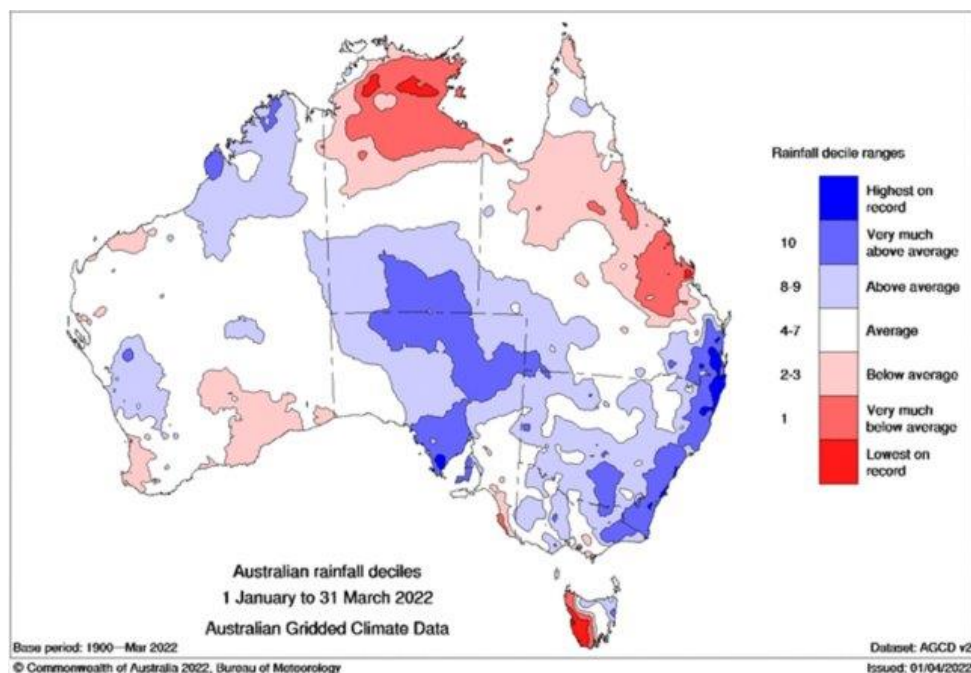 Rainfall decile ranges
Highest on
record
10
Very much
above average
8-9
Above average
4-7
Average
2-3
Below average
1
Very much
below average
Lowest on
record
Australian rainfall deciles
1 January to 31 March 2022
Australian Gridded Climate Data
Base period: 1900—Mar 2022
Dataset: AGCD v2
© Commonwealth of Australia 2022, Bureau of Meteorology
Issued: 01/04/2022